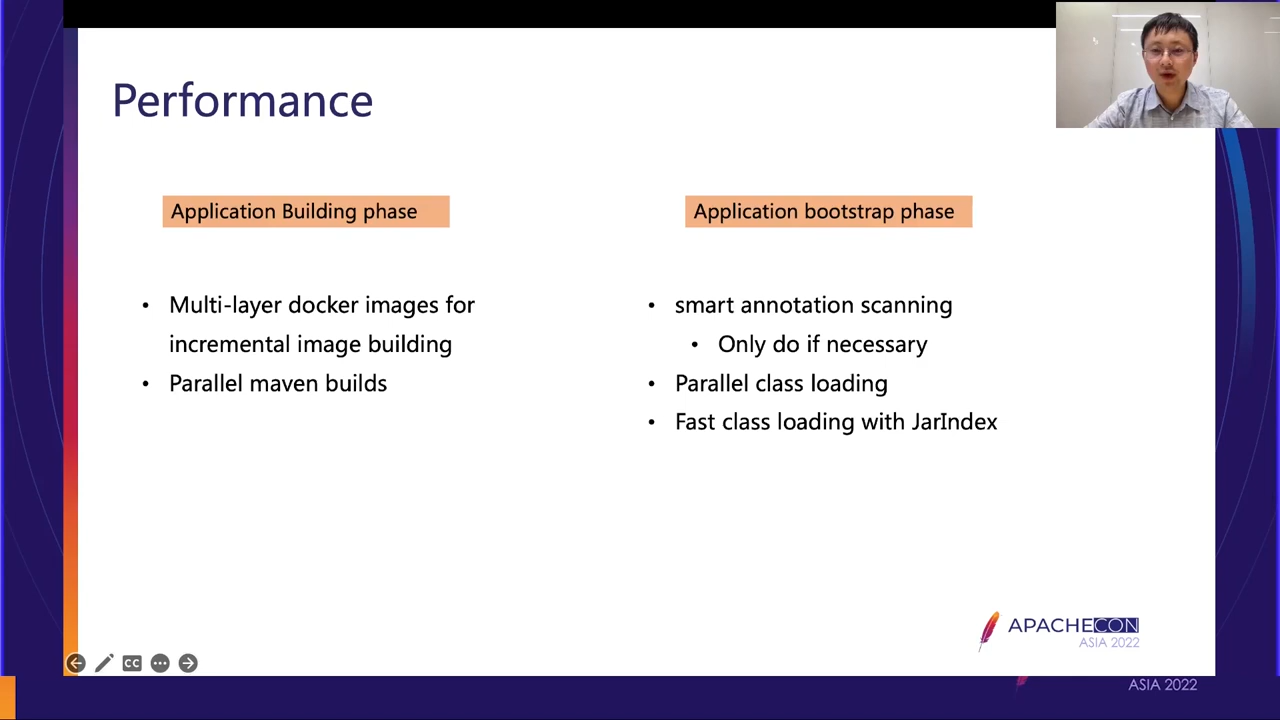 Performance
Application Building phase
• Multi-layer docker images for
incremental image building
• Parallel maven builds
Application bootstrap phase
• smart annotation scanning
• Only do if necessary
• Parallel class loading
• Fast class loading with JarIndex
APACHECON
ASIA 2022
CC
ASIA 2022